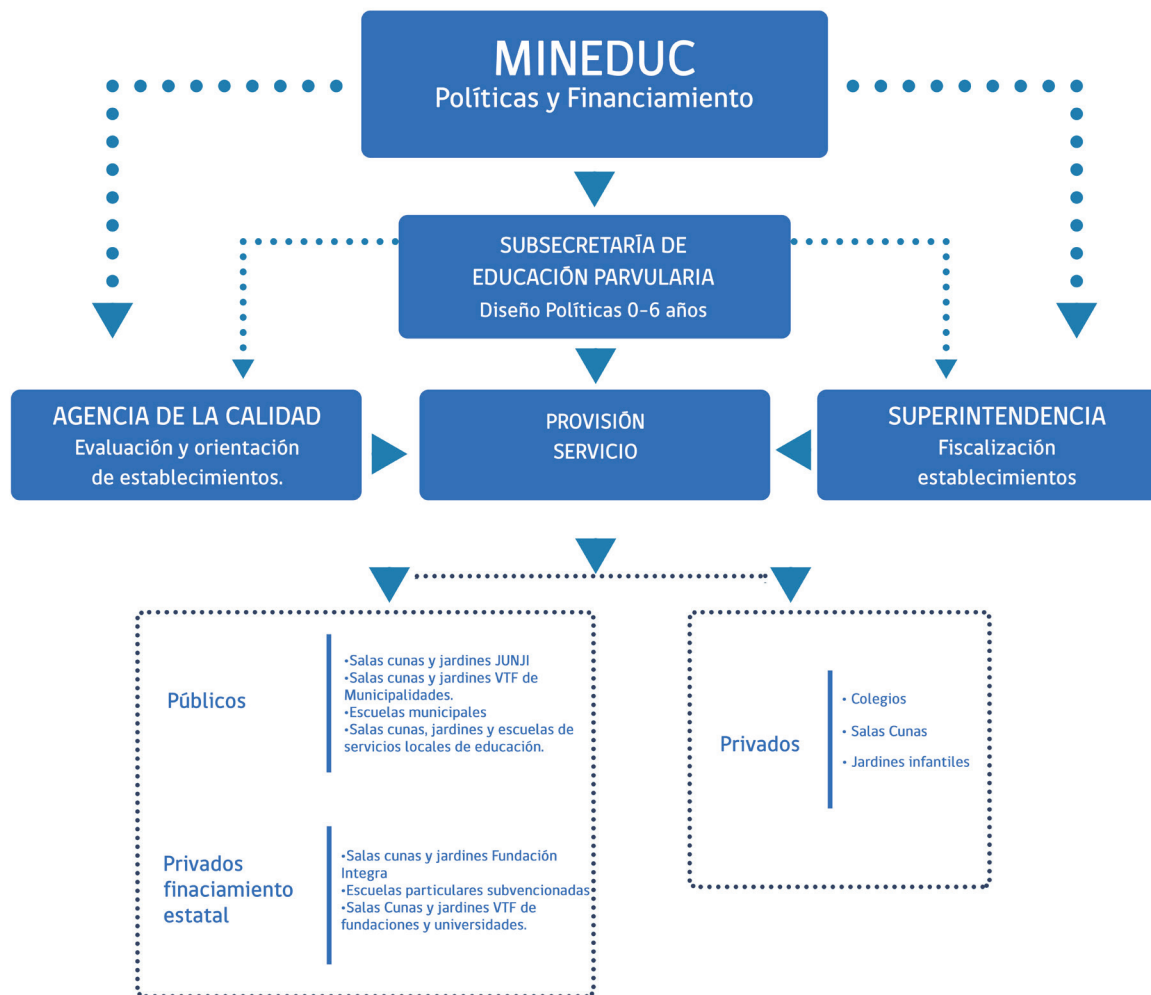 MINEDUC
Políticas y Financiamiento
SUBSECRETARÍA DE
EDUCACIÓN PARVULARIA
Diseño Políticas 0-6 años
AGENCIA DE LA CALIDAD
Evaluación y orientación
de establecimientos.
PROVISIÓN
SERVICIO
SUPERINTENDENCIA
Fiscalización
establecimientos
Públicos
•Salas cunas y jardines JUNJI
•Salas cunas y jardines VTF de
Municipalidades.
•Escuelas municipales
•Salas cunas, jardines y escuelas de
servicios locales de educación.
Privados
finaciamiento
estatal
•Salas cunas y jardines Fundación
Integra
•Escuelas particulares subvencionadas
•Salas Cunas y jardines VTF de
fundaciones y universidades.
Privados
• Colegios
• Salas Cunas
• Jardines infantiles